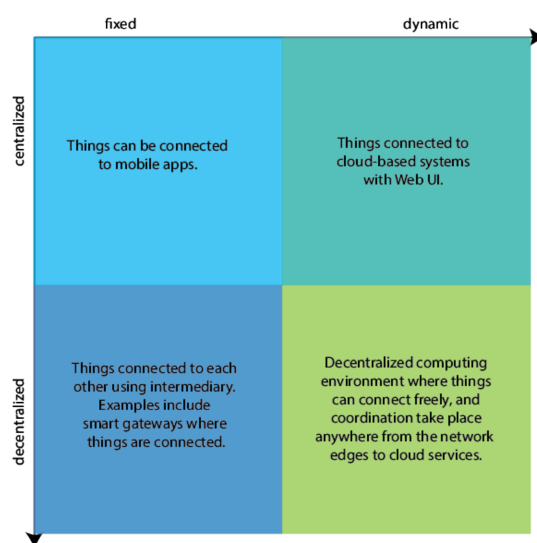 fixed
dynamic
centralized
Things can be connected
to mobile apps.
Things connected to
cloud-based systems
with Web UI.
decentralized
Things connected to each
other using intermediary.
Examples include
smart gateways where
things are connected.
Decentralized computing
environment where things
can connect freely, and
coordination take place
anywhere from the network
edges to cloud services.